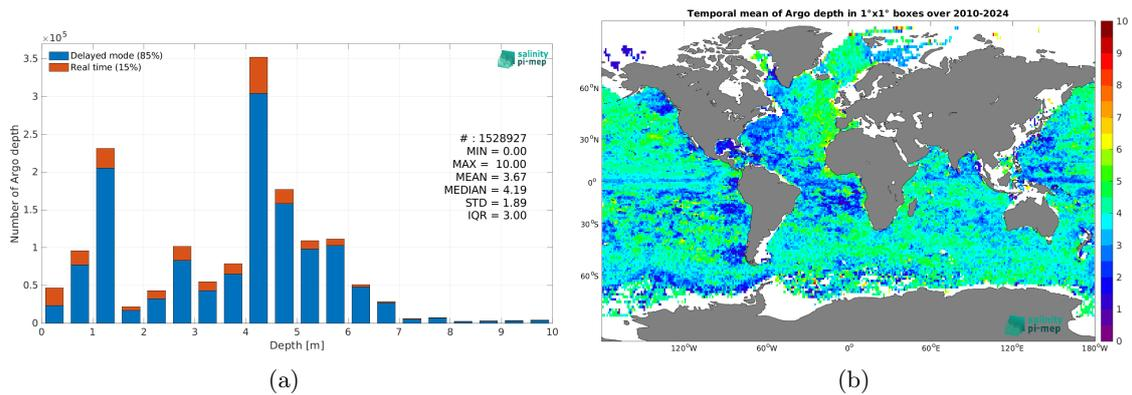 ×10⁵
Delayed mode (85%)
Real time (15%)
salinity
pi-mep
# : 1528927
MIN = 0.00
MAX = 10.00
MEAN = 3.67
MEDIAN = 4.19
STD = 1.89
IQR = 3.00
Number of Argo depth
3.5
3
2.5
2
1.5
1
0.5
0
0 1 2 3 4 5 6 7 8 9 10
Depth [m]
(a)
Temporal mean of Argo depth in 1°x1° boxes over 2010-2024
60°N
30°N
0°
30°S
60°S
120°W 60°W 0° 60°E 120°E 180°W
10
9
8
7
6
5
4
3
2
1
0
salinity
pi-mep
(b)